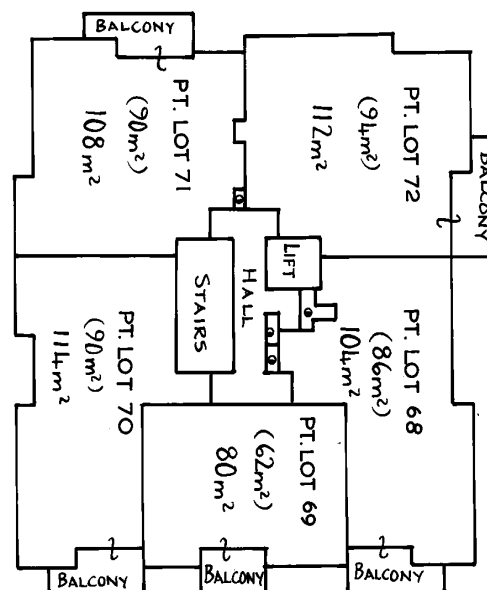 BALCONY
PT. LOT 71
(90m²)
108m²
PT. LOT 72
(94m²)
112m²
BALCONY
LIFT
HALL
STAIRS
PT. LOT 70
(90m²)
114m²
PT. LOT 68
(86m²)
104m²
PT. LOT 69
(62m²)
80m²
BALCONY
BALCONY
BALCONY